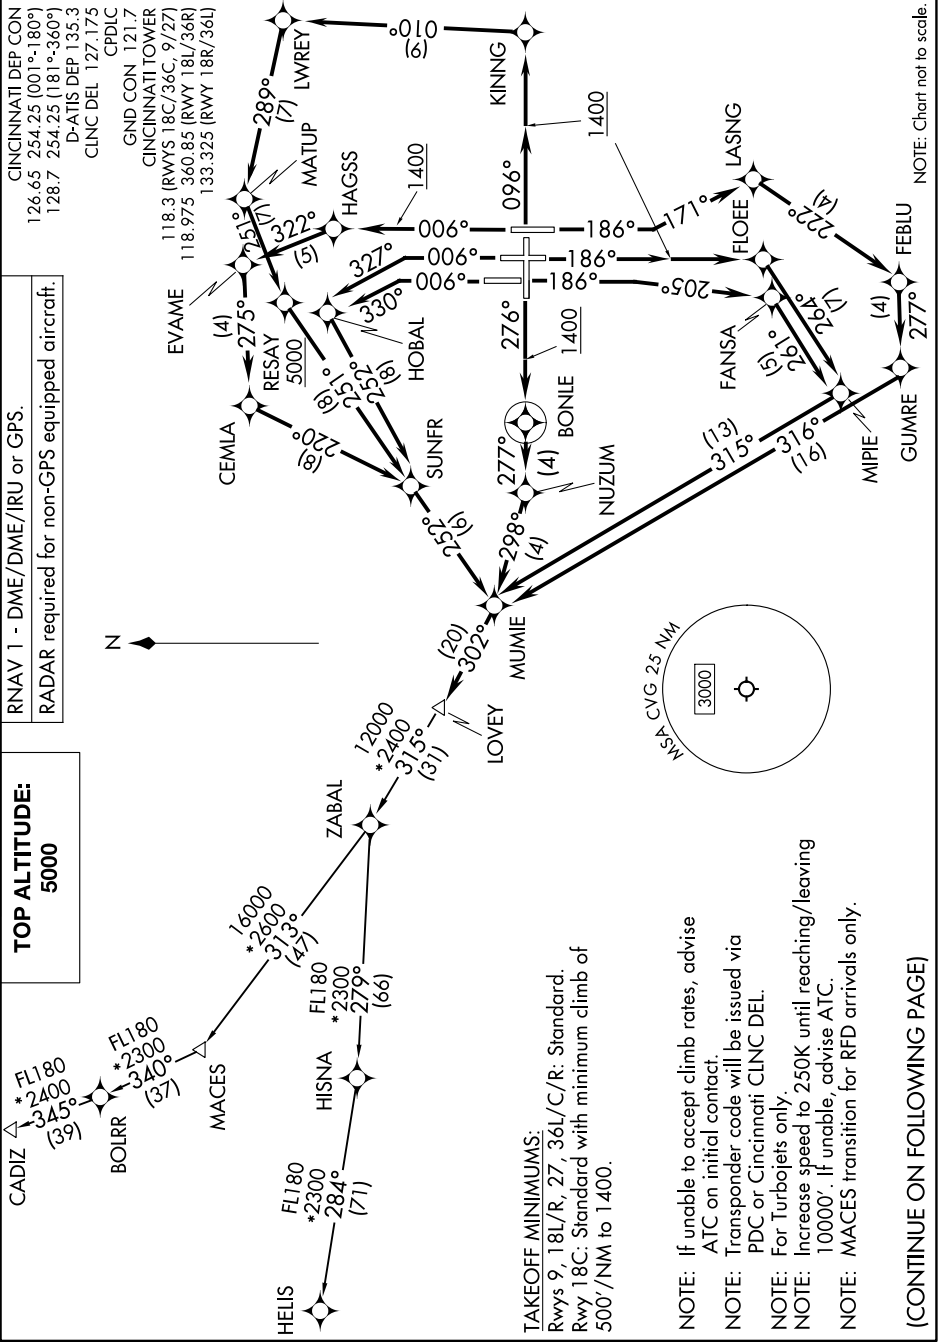 CINCINNATI DEP CON
126.65 254.25 (001°-180°)
128.7 254.25 (181°-360°)
D-ATIS DEP 135.3
CLNC DEL 127.175
CPDLC
GND CON 121.7
CINCINNATI TOWER
118.3 (RWYS 18C/36C, 9/27)
118.975 360.85 (RWY 18L/36R)
133.325 (RWY 18R/36L)
RNAV 1 - DME/DME/IRU or GPS.
RADAR required for non-GPS equipped aircraft.
TOP ALTITUDE:
5000
N
CADIZ
FL180
*2400
345°
(39)
BOLRR
FL180
*2300
340°
(37)
MACES
16000
*2600
313°
(47)
HELIS
FL180
*2300
284°
(71)
HISNA
FL180
*2300
279°
(66)
ZABAL
12000
*2400
315°
(31)
LOVEY
(20)
302°
MUMIE
252°
(6)
SUNFR
CEMLA
220°
(8)
(4)
275°
EVAME
RESAY
5000
251°
(8)
252°
(8)
HOBAL
251°
(7)
322°
(5)
HAGSS
MATUP
289°
(7)
LWREY
010°
(9)
KINNG
096°
1400
1400
006°
006°
006°
327°
330°
186°
186°
186°
171°
205°
276°
1400
BONLE
277°
(4)
NUZUM
298°
(4)
LASNG
222°
(4)
FEBLU
(4)
277°
GUMRE
FLOEE
264°
(7)
FANSA
261°
(5)
MIPIE
(13)
315°
316°
(16)
MSA CVG 25 NM
3000
NOTE: Chart not to scale.
TAKEOFF MINIMUMS:
Rwys 9, 18L/R, 27, 36L/C/R: Standard.
Rwy 18C: Standard with minimum climb of
500'/NM to 1400.
NOTE: If unable to accept climb rates, advise
ATC on initial contact.
NOTE: Transponder code will be issued via
PDC or Cincinnati CLNC DEL.
NOTE: For Turbojets only.
NOTE: Increase speed to 250K until reaching/leaving
10000'. If unable, advise ATC.
NOTE: MACES transition for RFD arrivals only.
(CONTINUE ON FOLLOWING PAGE)